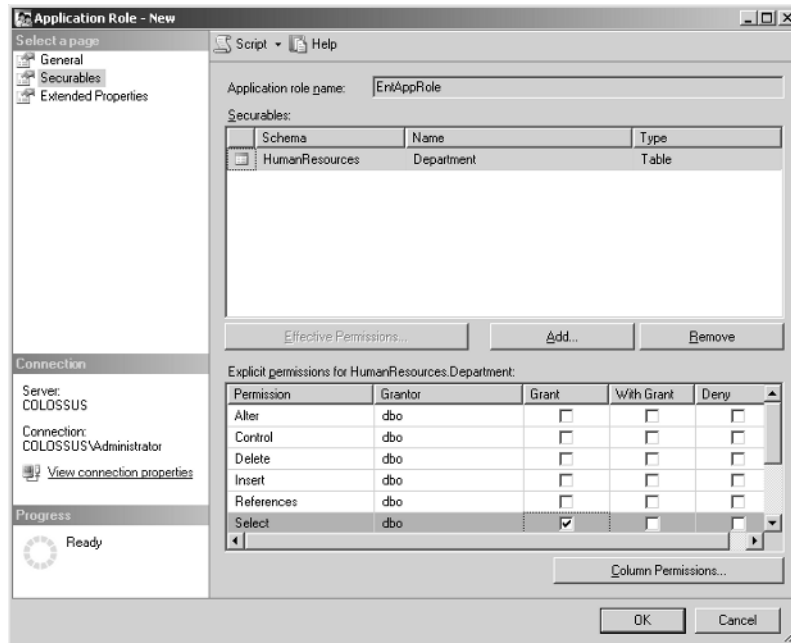 Application Role - New
Select a page
General
Securables
Extended Properties
Script Help
Application role name: EntAppRole
Securables:
Schema Name Type
HumanResources Department Table
Effective Permissions... Add... Remove
Explicit permissions for HumanResources.Department:
Permission Grantor Grant With Grant Deny
Alter dbo
Control dbo
Delete dbo
Insert dbo
References dbo
Select dbo
Column Permissions...
Connection
Server:
COLOSSUS
Connection:
COLOSSUS\Administrator
View connection properties
Progress
Ready
OK Cancel